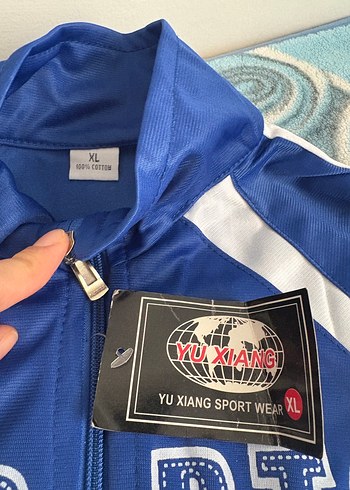 XL
100% COTTON
YU XIANG
YU XIANG SPORT WEAR
XL